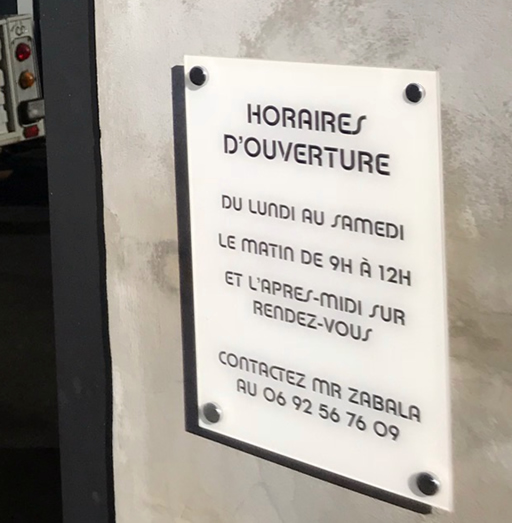 HORAIRES
D'OUVERTURE
DU LUNDI AU SAMEDI
LE MATIN DE 9H À 12H
ET L'APRES-MIDI SUR
RENDEZ-VOUS
CONTACTEZ MR ZABALA
AU 06 92 56 76 09